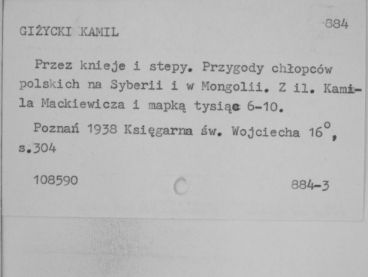 884
GIŻYCKI KAMIL
Przez knieje i stepy. Przygody chłopców
polskich na Syberii i w Mongolii. Z il. Kami-
la Mackiewicza i mapką tysiąc 6-10.
Poznań 1938 Księgarna św. Wojciecha 16°,
s.304
108590
884-3